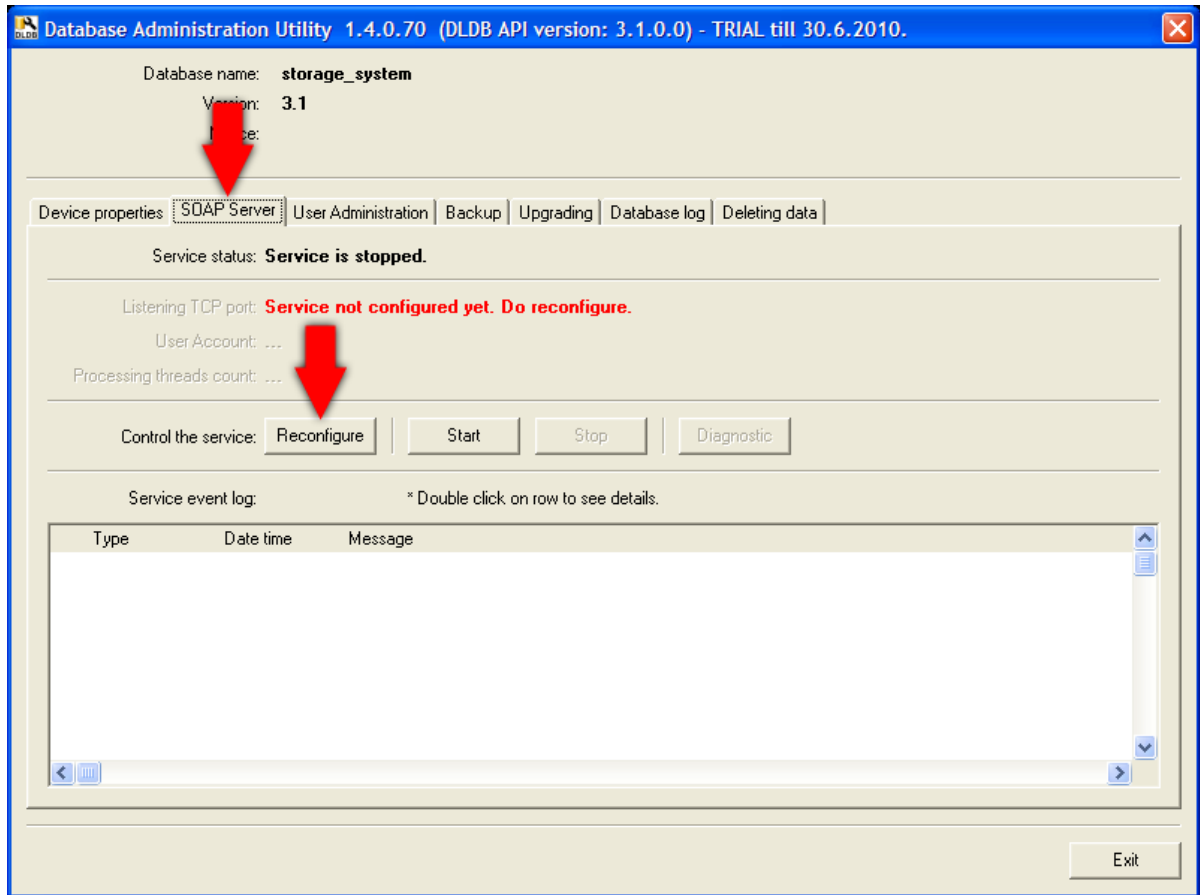 Database Administration Utility 1.4.0.70 (DLDB API version: 3.1.0.0) - TRIAL till 30.6.2010.
Database name: storage_system
Version: 3.1
Device properties SOAP Server User Administration Backup Upgrading Database log Deleting data
Service status: Service is stopped.
Listening TCP port: Service not configured yet. Do reconfigure.
User Account: ...
Processing threads count: ...
Control the service: Reconfigure Start Stop Diagnostic
Service event log: * Double click on row to see details.
Type Date time Message
Exit